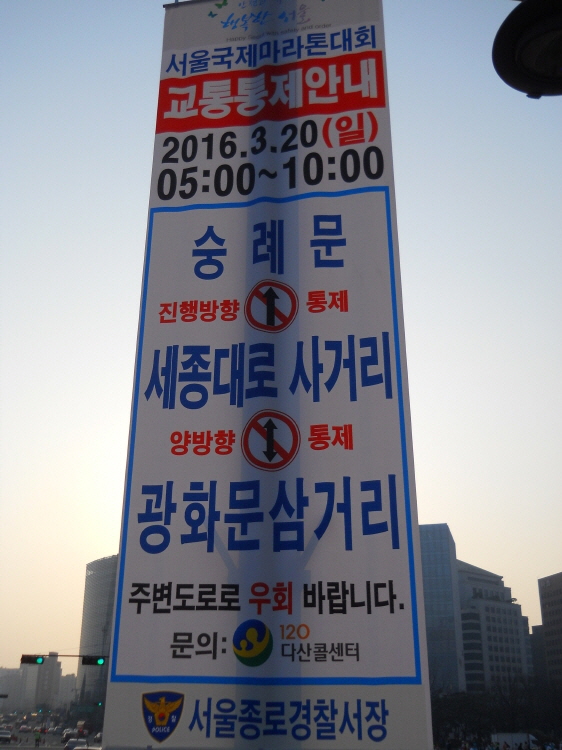 서울국제마라톤대회
교통통제안내
2016.3.20(일)
05:00~10:00
숭례문
진행방향 통제
세종대로 사거리
양방향 통제
광화문삼거리
주변도로로 우회 바랍니다.
문의: 120
다산콜센터
POLICE 서울종로경찰서장